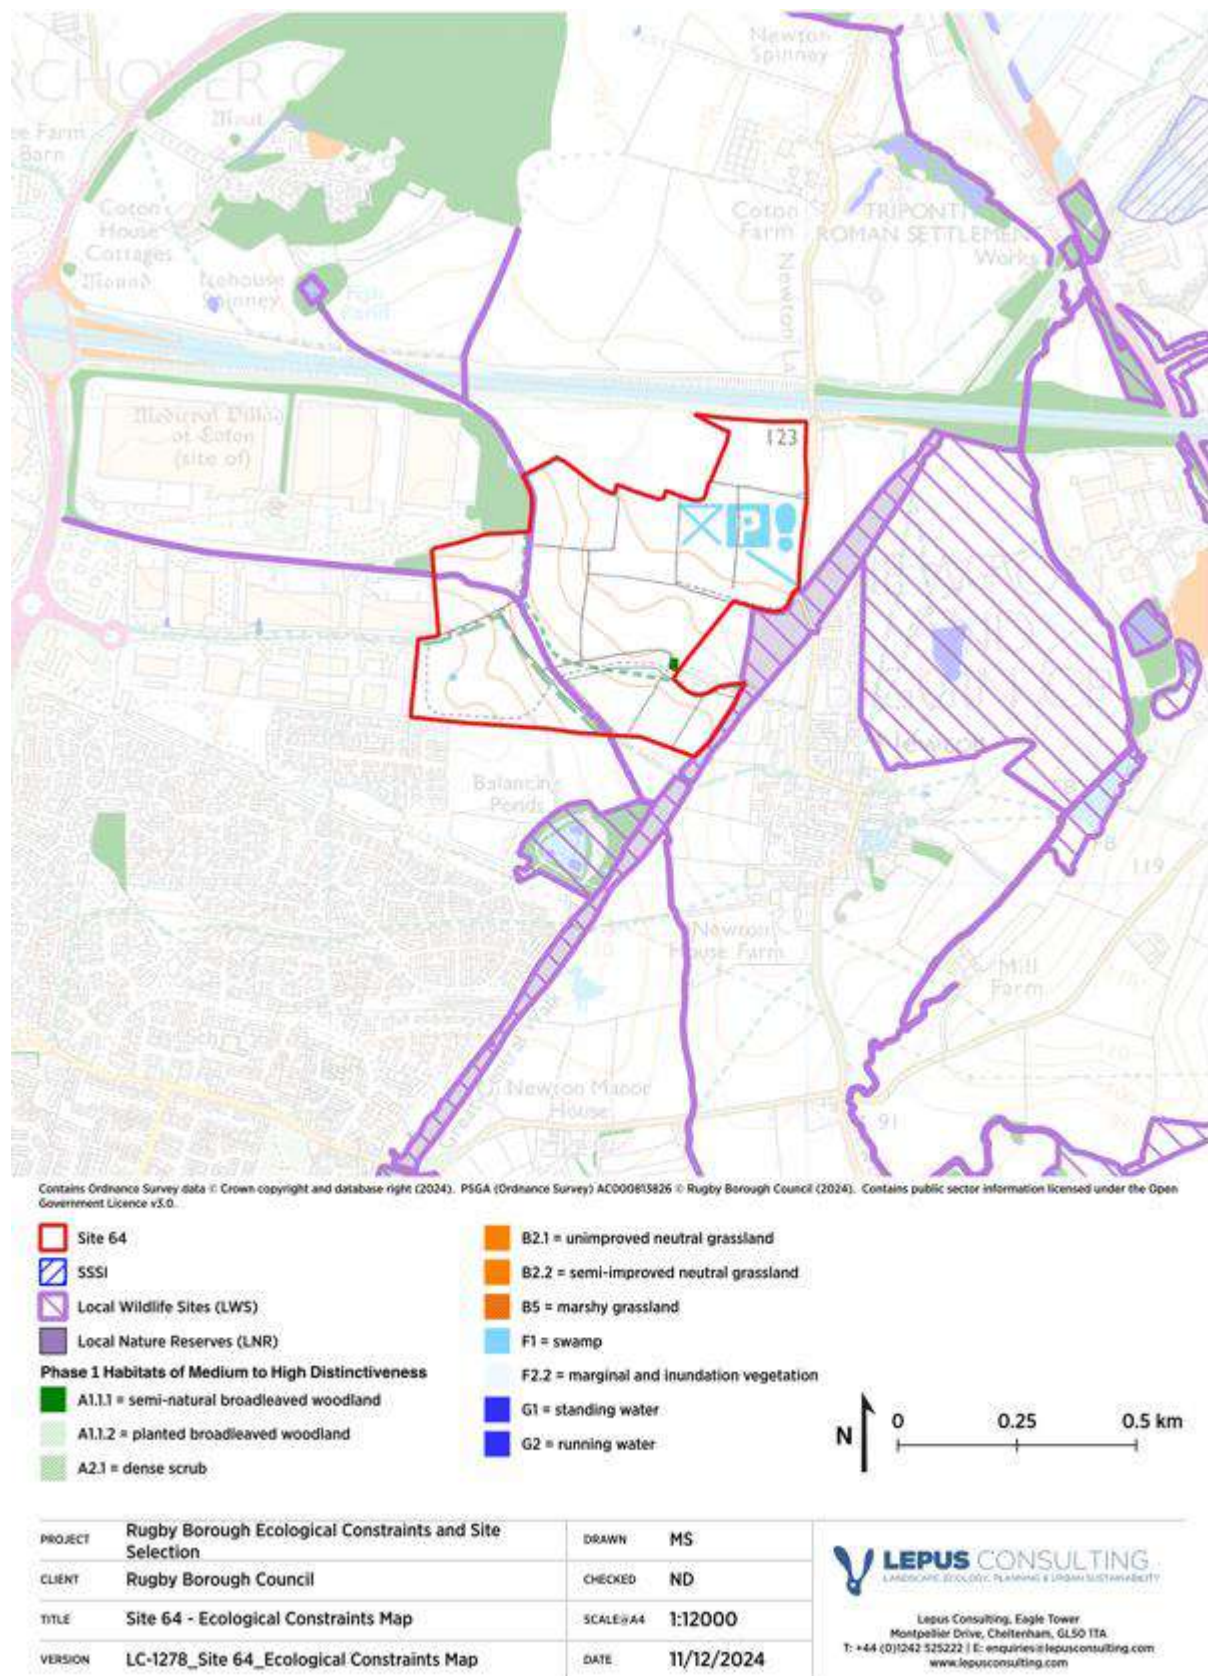 Newton
Spinney
RCHOVER C
ee Farm
Barn
Moat
Coton
House
Cottages
Mound
Icehouse
Spinney
Fish
Pond
Coton
Farm
Newton La
TRIPONTI
ROMAN SETTLEMEN
Works
Medieval Village
of Coton
(site of)
123
P
Balancing
Ponds
119
Newton
House Farm
Mill
Farm
Newton Manor
House
91
Contains Ordnance Survey data © Crown copyright and database right (2024). PSGA (Ordnance Survey) AC0000813826 © Rugby Borough Council (2024). Contains public sector information licensed under the Open
Government Licence v3.0.
Site 64
SSSI
Local Wildlife Sites (LWS)
Local Nature Reserves (LNR)
Phase 1 Habitats of Medium to High Distinctiveness
A1.1.1 = semi-natural broadleaved woodland
A1.1.2 = planted broadleaved woodland
A2.1 = dense scrub
B2.1 = unimproved neutral grassland
B2.2 = semi-improved neutral grassland
B5 = marshy grassland
F1 = swamp
F2.2 = marginal and inundation vegetation
G1 = standing water
G2 = running water
N
0 0.25 0.5 km
PROJECT Rugby Borough Ecological Constraints and Site
Selection
CLIENT Rugby Borough Council
TITLE Site 64 - Ecological Constraints Map
VERSION LC-1278_Site 64_Ecological Constraints Map
DRAWN MS
CHECKED ND
SCALE@A4 1:12000
DATE 11/12/2024
LEPUS CONSULTING
LANDSCAPE, ECOLOGY, PLANNING & URBAN SUSTAINABILITY
Lepus Consulting, Eagle Tower
Montpellier Drive, Cheltenham, GL50 1TA
T: +44 (0)1242 525222 | E: enquiries@lepusconsulting.com
www.lepusconsulting.com